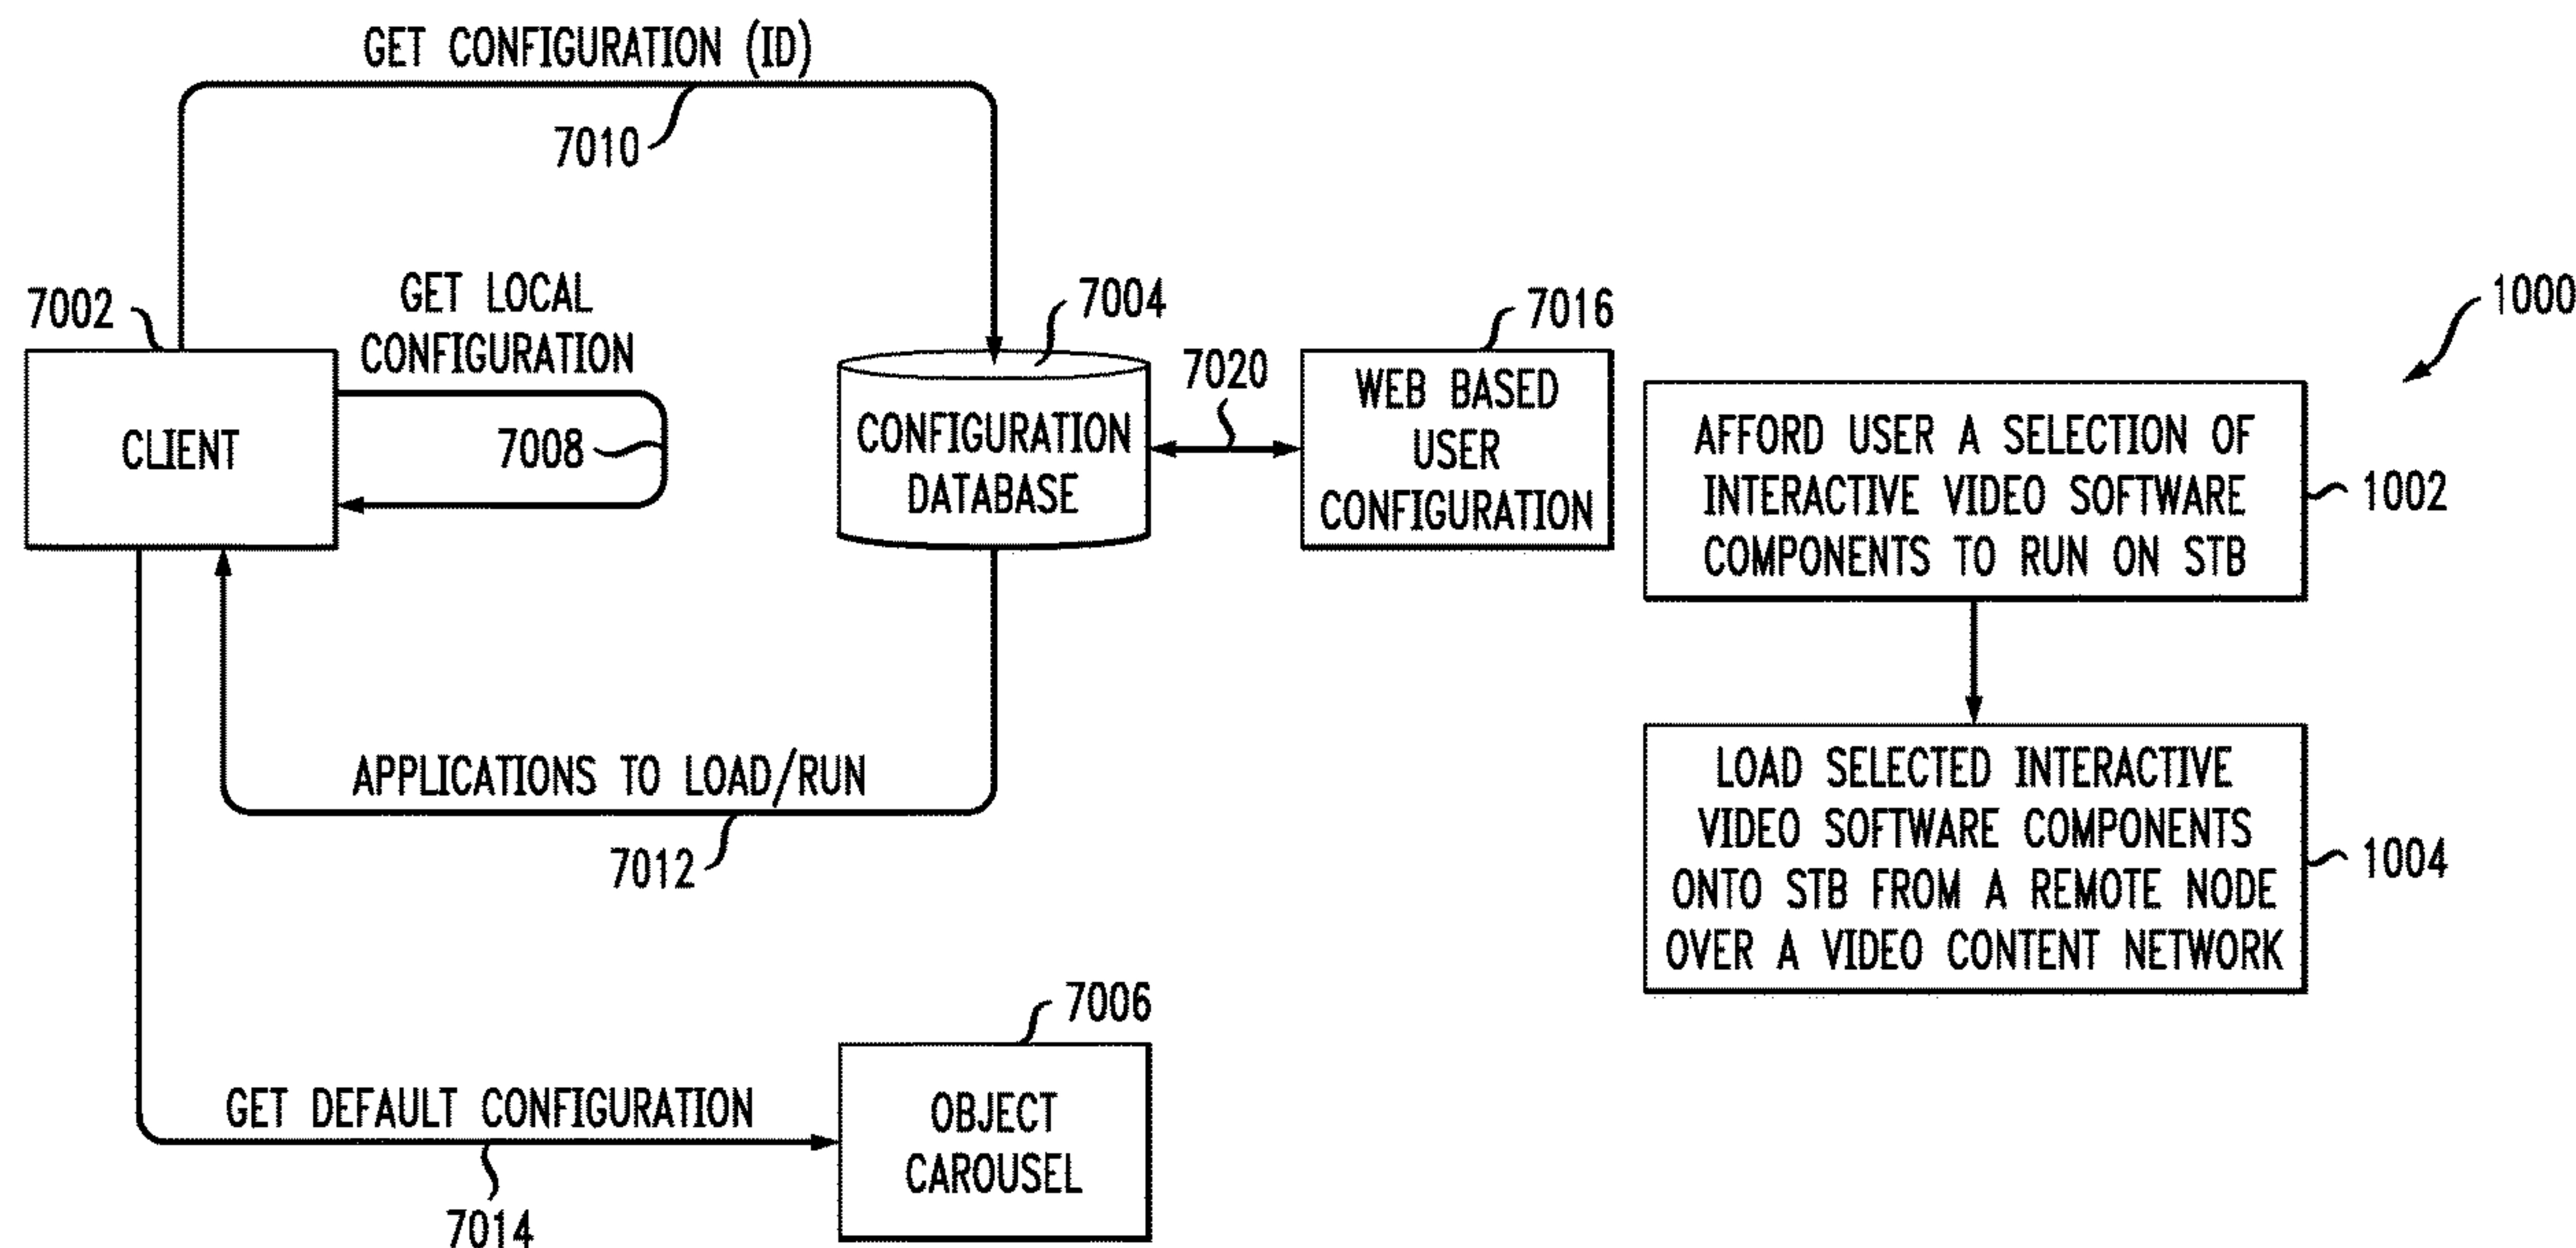 GET CONFIGURATION (ID)
7010
GET LOCAL
CONFIGURATION
7002
CLIENT
7008
7004
CONFIGURATION
DATABASE
7020
7016
WEB BASED
USER
CONFIGURATION
APPLICATIONS TO LOAD/RUN
7012
GET DEFAULT CONFIGURATION
7014
7006
OBJECT
CAROUSEL
1000
AFFORD USER A SELECTION OF
INTERACTIVE VIDEO SOFTWARE
COMPONENTS TO RUN ON STB
1002
LOAD SELECTED INTERACTIVE
VIDEO SOFTWARE COMPONENTS
ONTO STB FROM A REMOTE NODE
OVER A VIDEO CONTENT NETWORK
1004